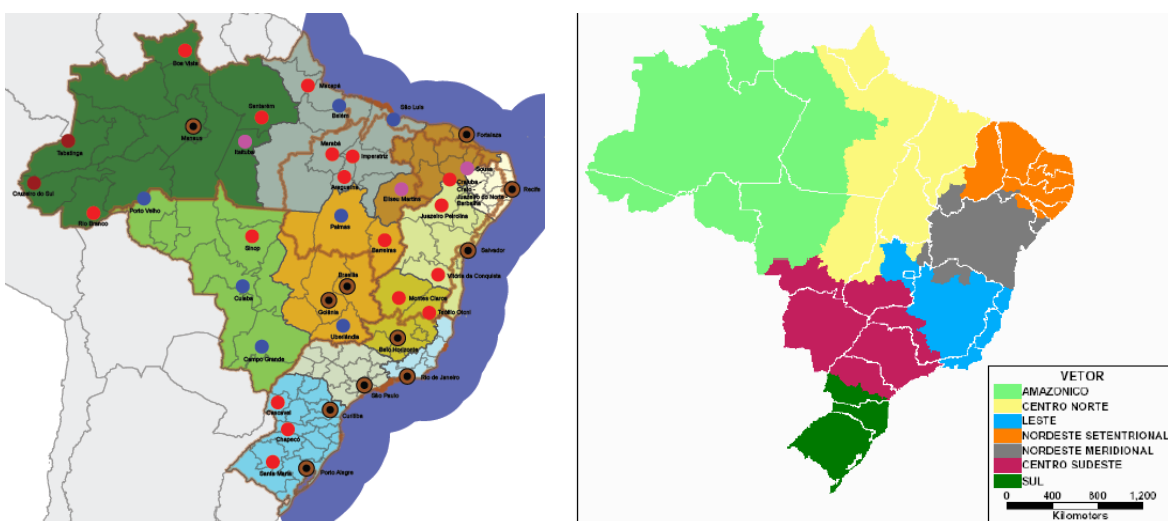 Boa Vista
Macapá
Santarém
Belém
São Luís
Manaus
Fortaleza
Tabatinga
Itaituba
Marabá
Imperatriz
Sousa
Cruzeiro do Sul
Araguaina
Crajuba
Crato
Juazeiro do Norte
Barbalha
Recife
Eliseu Martins
Porto Velho
Juazeiro Petrolina
Rio Branco
Palmas
Sinop
Barreiras
Salvador
Brasília
Vitória da Conquista
Cuiabá
Goiânia
Montes Claros
Teófilo Otoni
Uberlândia
Belo Horizonte
Campo Grande
Rio de Janeiro
São Paulo
Cascavel
Curitiba
Chapecó
Santa Maria
Porto Alegre
VETOR
AMAZONICO
CENTRO NORTE
LESTE
NORDESTE SETENTRIONAL
NORDESTE MERIDIONAL
CENTRO SUDESTE
SUL
0 400 800 1,200
Kilometers